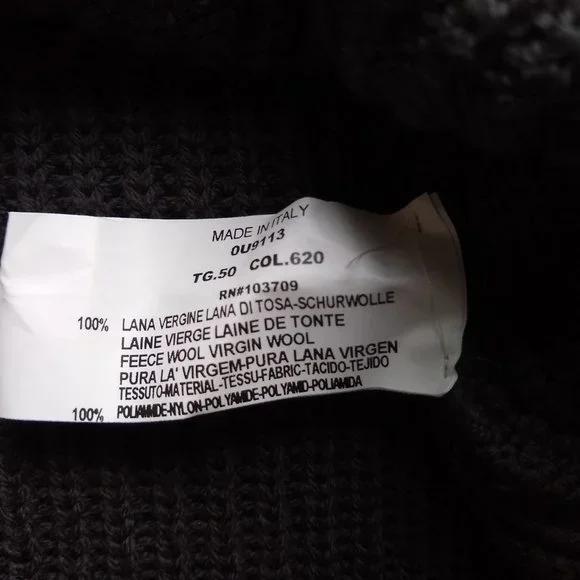 MADE IN ITALY
0U9113
TG.50 COL.620
RN#103709
100% LANA VERGINE LANA DI TOSA-SCHURWOLLE
LAINE VIERGE LAINE DE TONTE
FEECE WOOL VIRGIN WOOL
PURA LA' VIRGEM-PURA LANA VIRGEN
TESSUTO-MATERIAL-TESSU-FABRIC-TACIDO-TEJIDO
100% POLIAMMIDE-NYLON-POLYAMIDE-POLYAMID-POLIAMIDA